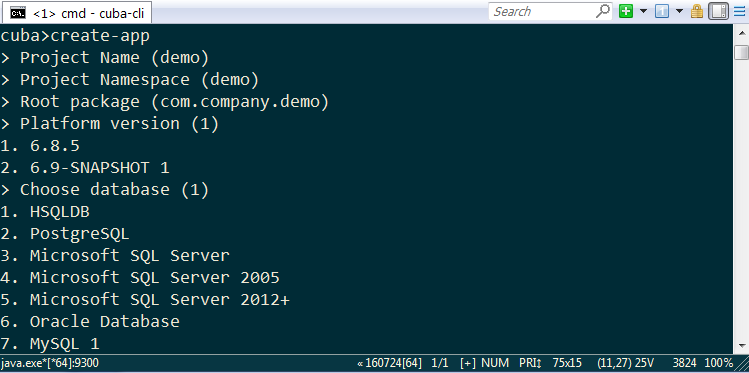 <1> cmd - cuba-cli
Search
1
cuba>create-app
> Project Name (demo)
> Project Namespace (demo)
> Root package (com.company.demo)
> Platform version (1)
1. 6.8.5
2. 6.9-SNAPSHOT 1
> Choose database (1)
1. HSQLDB
2. PostgreSQL
3. Microsoft SQL Server
4. Microsoft SQL Server 2005
5. Microsoft SQL Server 2012+
6. Oracle Database
7. MySQL 1
java.exe*[*64]:9300 « 160724[64] 1/1 [+] NUM PRI↕ 75x15 (11,27) 25V 3824 100%